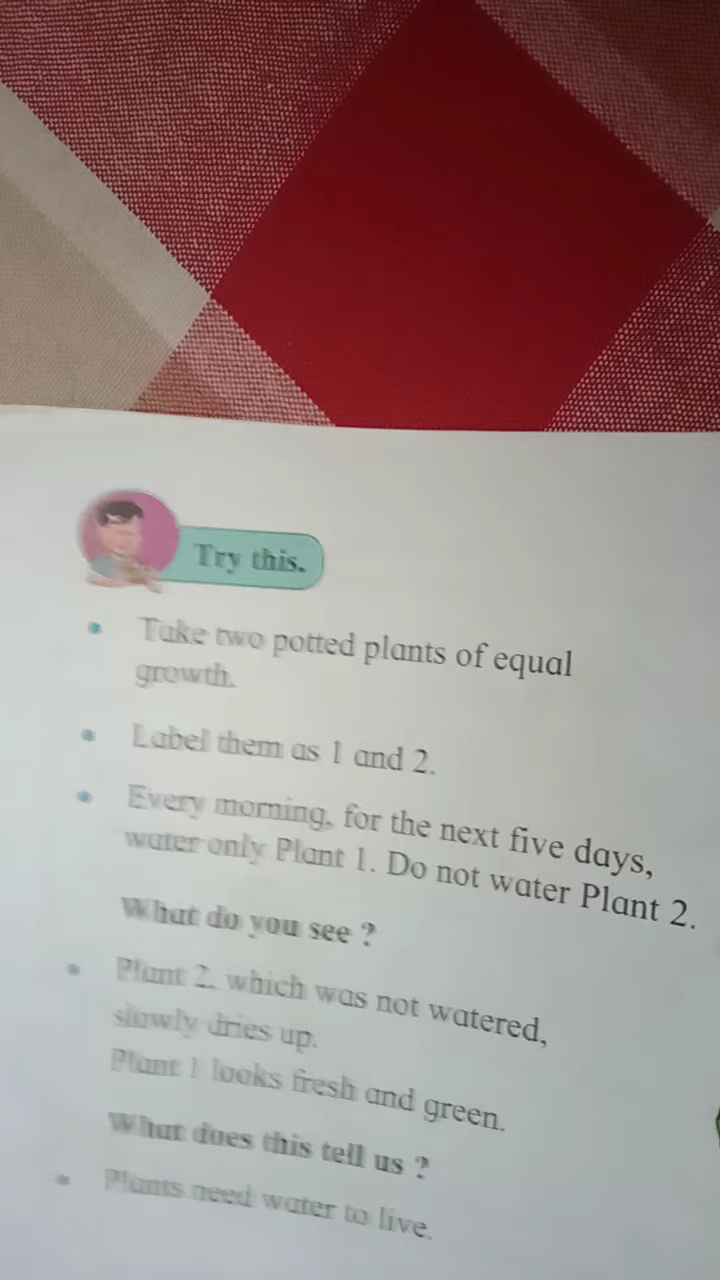 Try this.
Take two potted plants of equal
growth.
Label them as 1 and 2.
Every morning, for the next five days,
water only Plant 1. Do not water Plant 2.
What do you see ?
Plant 2, which was not watered,
slowly dries up.
Plant 1 looks fresh and green.
What does this tell us ?
Plants need water to live.